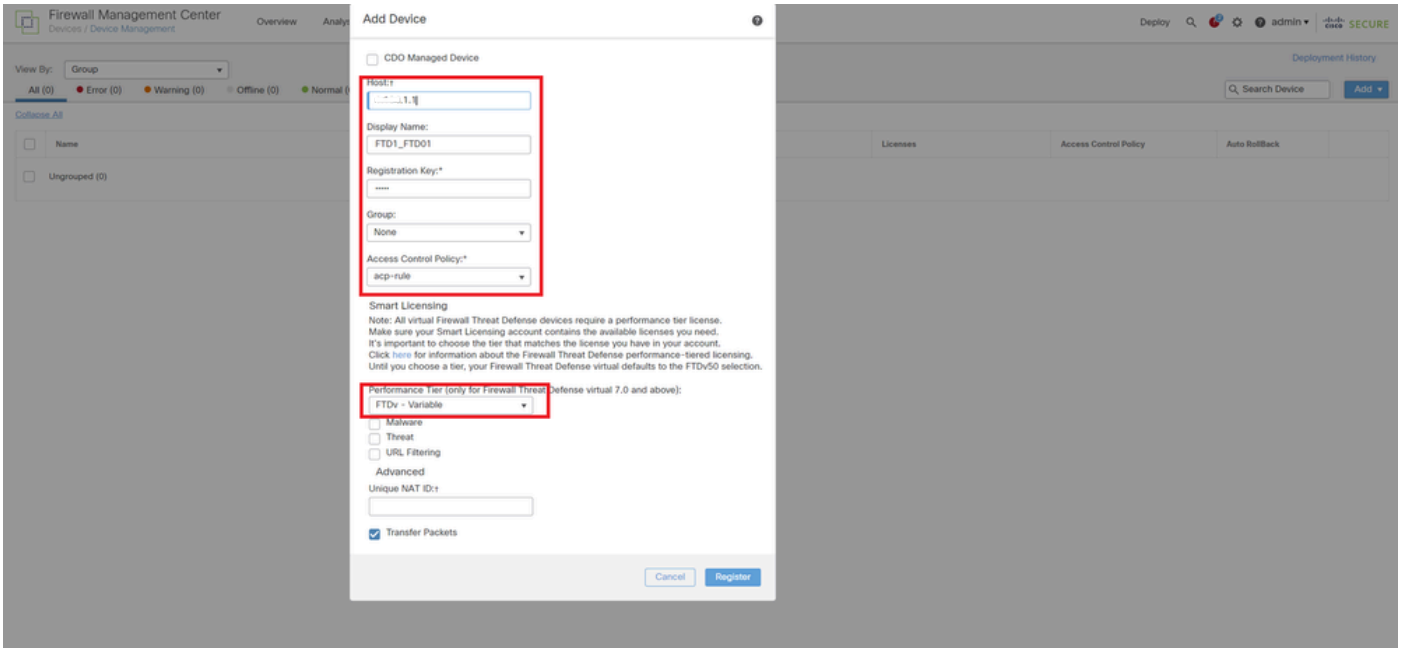 Firewall Management Center
Devices / Device Management
Overview
Analys
Deploy
admin
cisco SECURE
View By:
Group
Deployment History
All (0)
Error (0)
Warning (0)
Offline (0)
Normal (
Search Device
Add
Collapse All
Name
Licenses
Access Control Policy
Auto RollBack
Ungrouped (0)
Add Device
CDO Managed Device
Host:†
.1.1
Display Name:
FTD1_FTD01
Registration Key:*
•••••
Group:
None
Access Control Policy:*
acp-rule
Smart Licensing
Note: All virtual Firewall Threat Defense devices require a performance tier license.
Make sure your Smart Licensing account contains the available licenses you need.
It's important to choose the tier that matches the license you have in your account.
Click here for information about the Firewall Threat Defense performance-tiered licensing.
Until you choose a tier, your Firewall Threat Defense virtual defaults to the FTDv50 selection.
Performance Tier (only for Firewall Threat Defense virtual 7.0 and above):
FTDv - Variable
Malware
Threat
URL Filtering
Advanced
Unique NAT ID:†
Transfer Packets
Cancel
Register